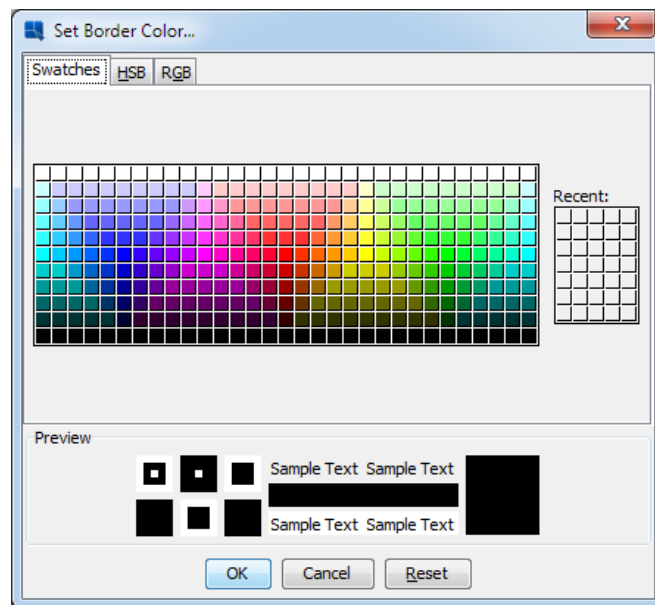 Set Border Color...
Swatches HSB RGB
Recent:
Preview
Sample Text Sample Text
Sample Text Sample Text
OK Cancel Reset